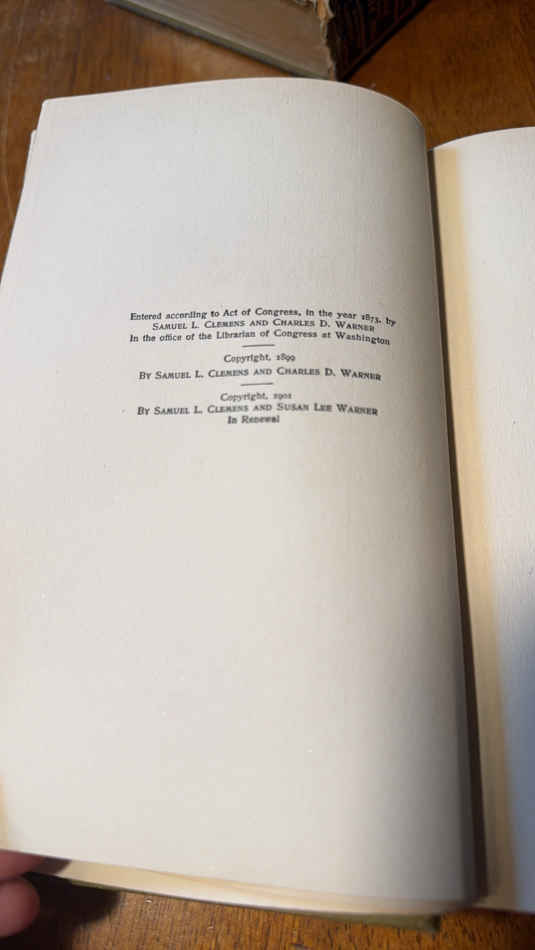 Entered according to Act of Congress, in the year 1873, by
SAMUEL L. CLEMENS AND CHARLES D. WARNER
In the office of the Librarian of Congress at Washington
Copyright, 1899
BY SAMUEL L. CLEMENS AND CHARLES D. WARNER
Copyright, 1901
BY SAMUEL L. CLEMENS AND SUSAN LEE WARNER
In Renewal